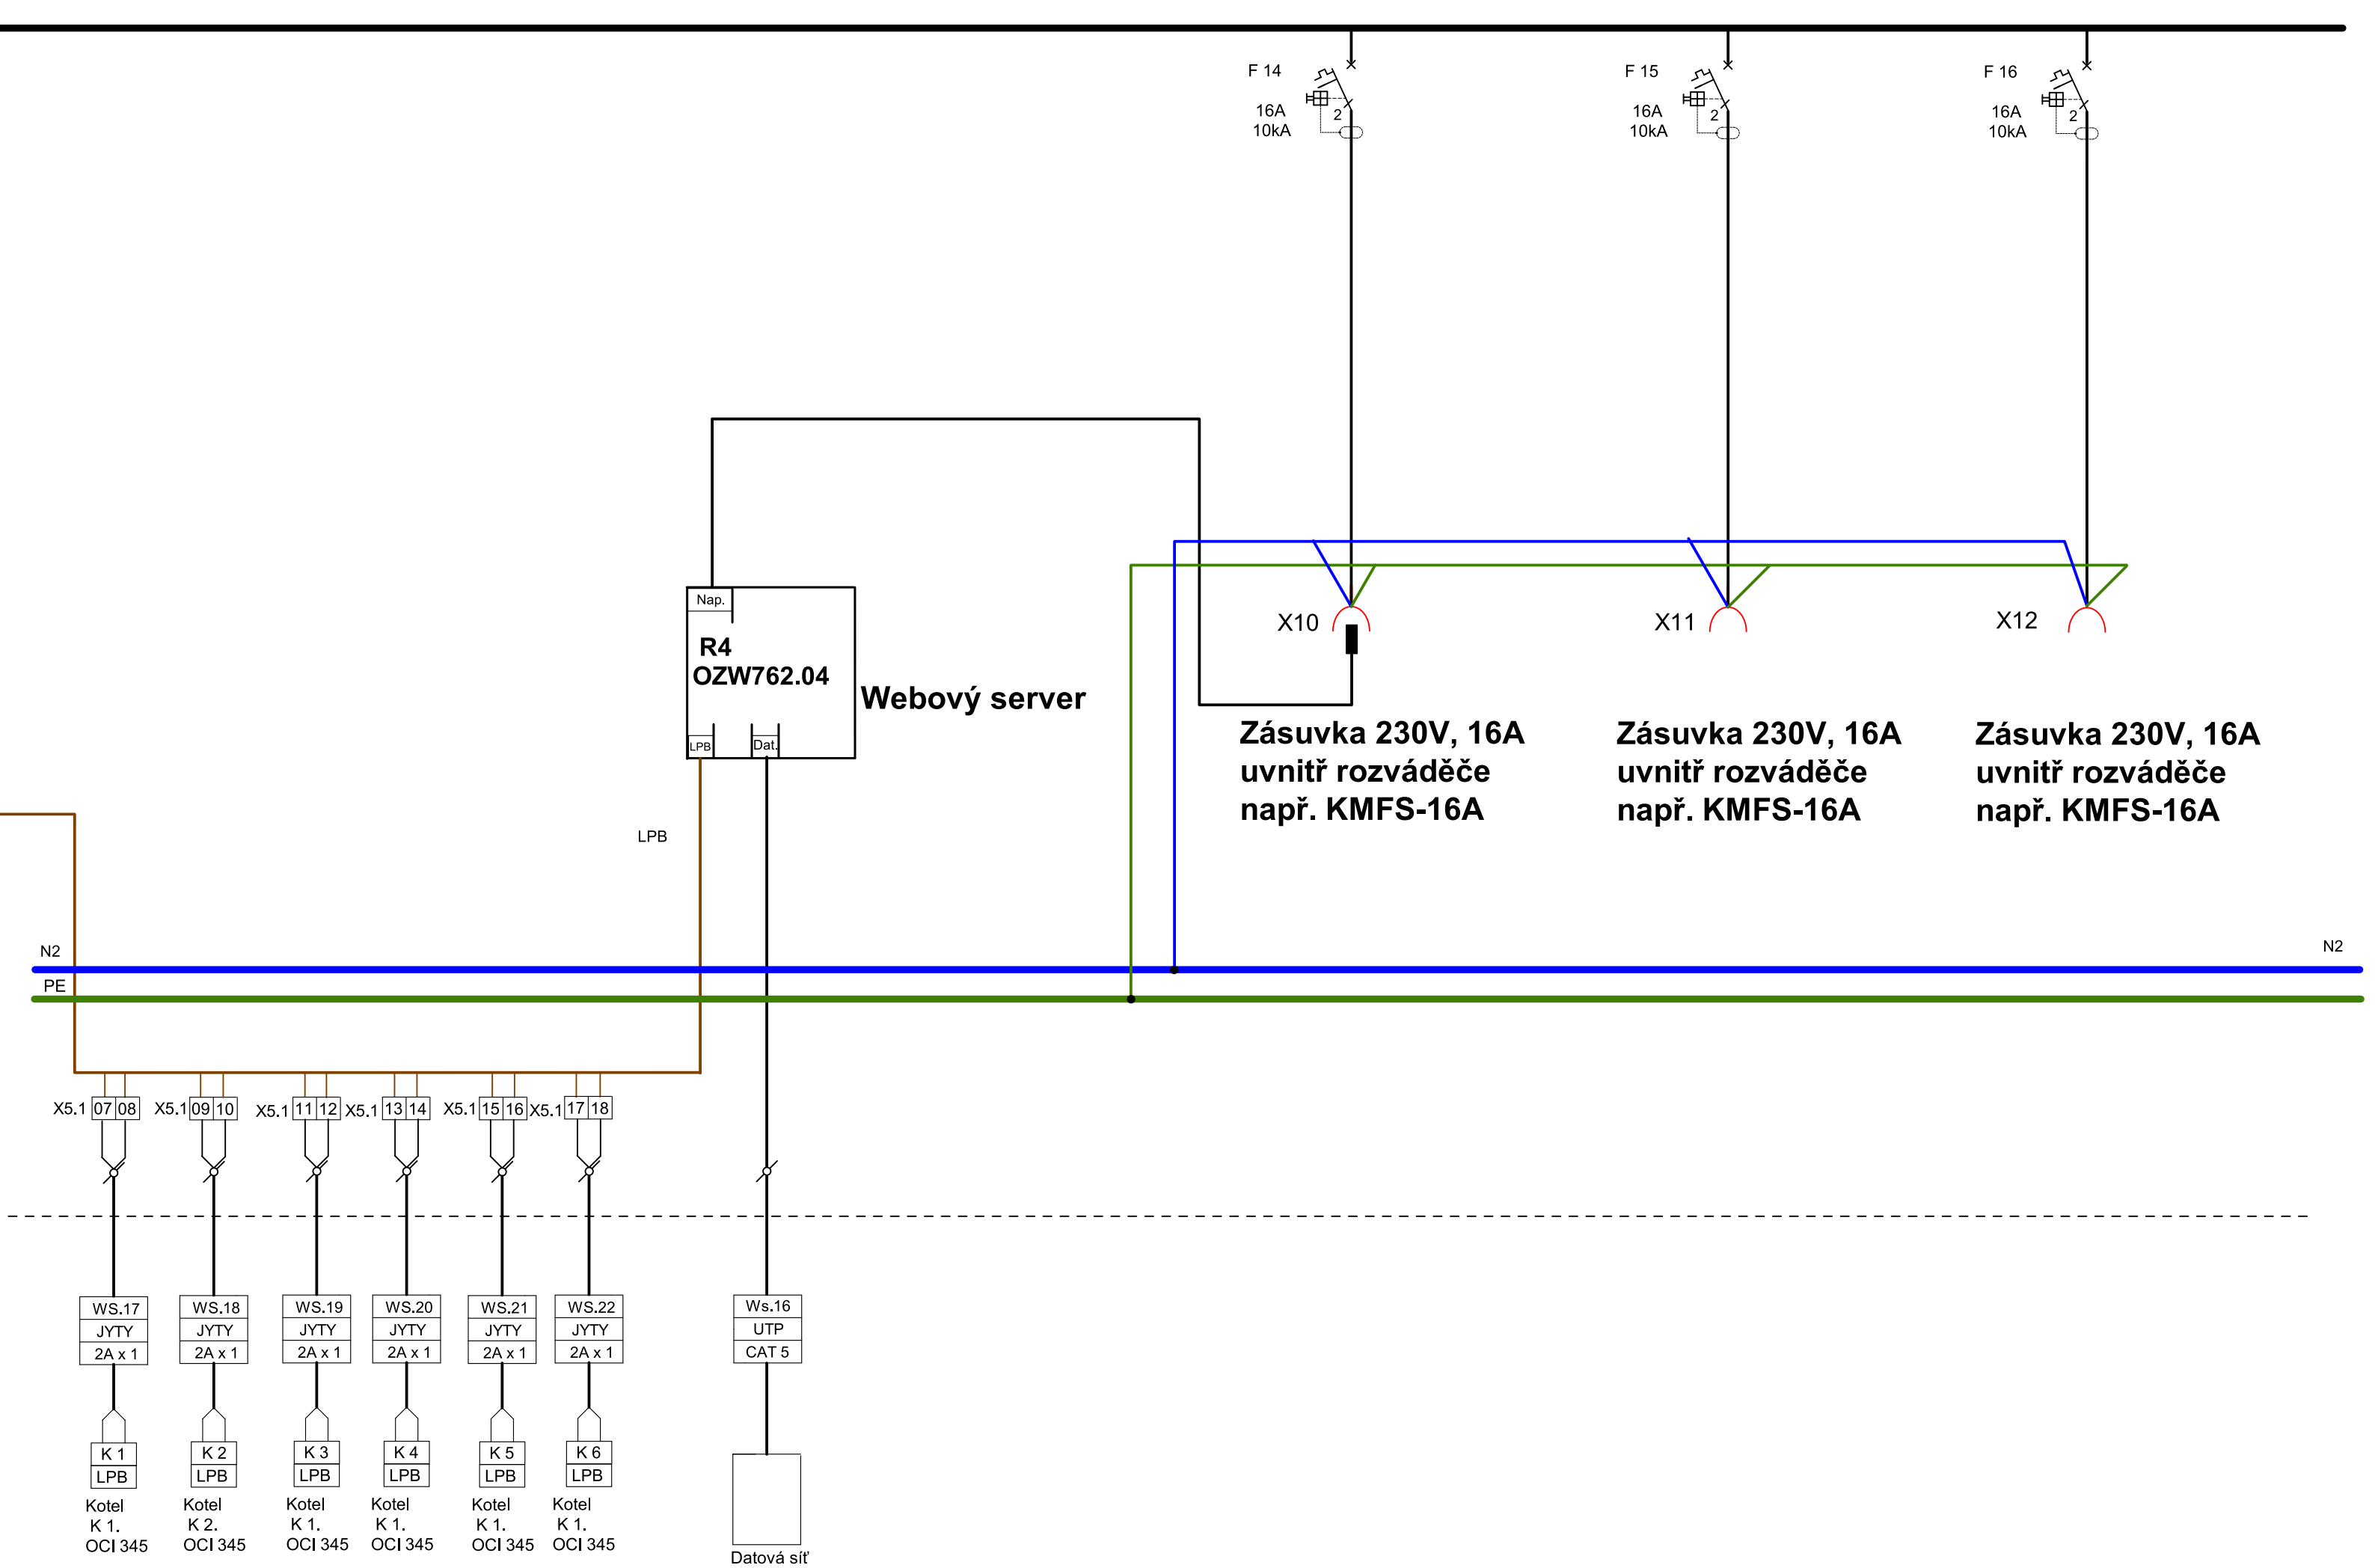 F 14
16A
10kA
2
F 15
16A
10kA
2
F 16
16A
10kA
2
Nap.
R4
OZW762.04
LPB
Dat.
Webový server
X10
X11
X12
Zásuvka 230V, 16A
uvnitř rozváděče
např. KMFS-16A
Zásuvka 230V, 16A
uvnitř rozváděče
např. KMFS-16A
Zásuvka 230V, 16A
uvnitř rozváděče
např. KMFS-16A
LPB
N2
N2
PE
X5.1 07 08
X5.1 09 10
X5.1 11 12
X5.1 13 14
X5.1 15 16
X5.1 17 18
WS.17
JYTY
2A x 1
WS.18
JYTY
2A x 1
WS.19
JYTY
2A x 1
WS.20
JYTY
2A x 1
WS.21
JYTY
2A x 1
WS.22
JYTY
2A x 1
Ws.16
UTP
CAT 5
K 1
LPB
K 2
LPB
K 3
LPB
K 4
LPB
K 5
LPB
K 6
LPB
Kotel
K 1.
OCI 345
Kotel
K 2.
OCI 345
Kotel
K 1.
OCI 345
Kotel
K 1.
OCI 345
Kotel
K 1.
OCI 345
Kotel
K 1.
OCI 345
Datová síť